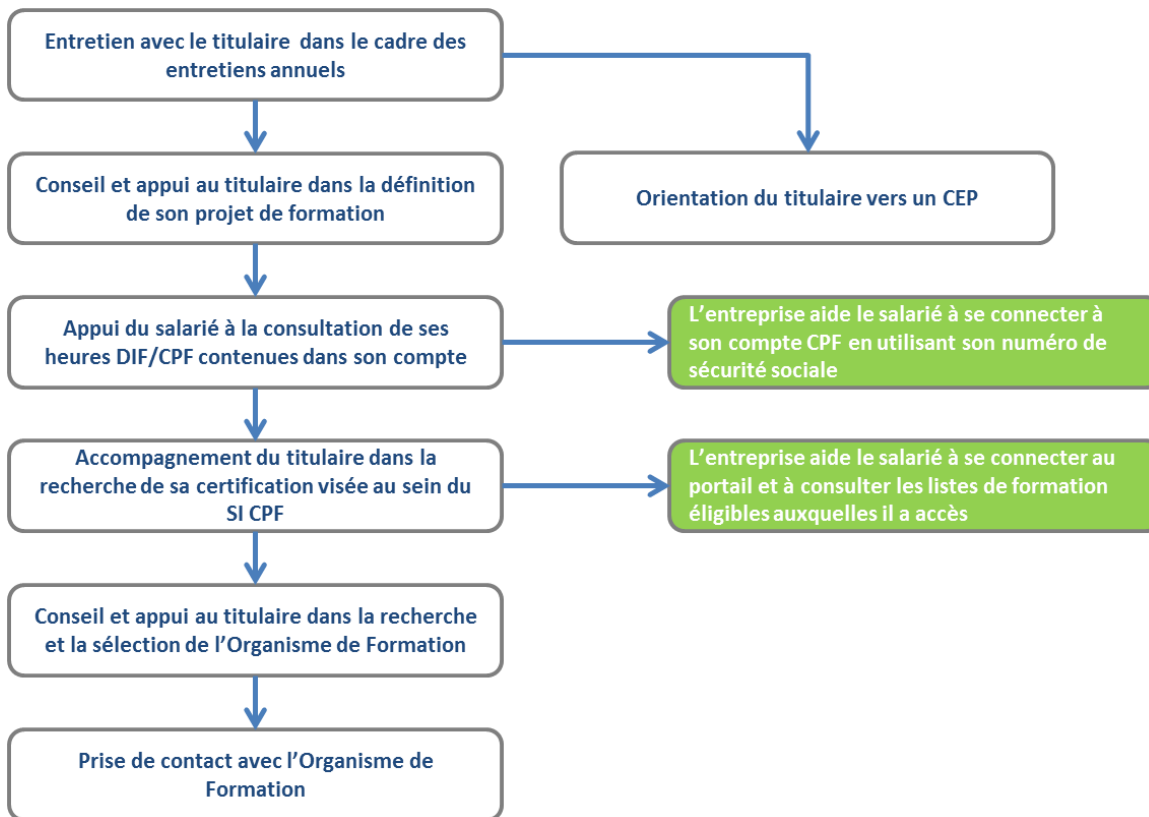 Entretien avec le titulaire dans le cadre des
entretiens annuels
Conseil et appui au titulaire dans la définition
de son projet de formation
Orientation du titulaire vers un CEP
Appui du salarié à la consultation de ses
heures DIF/CPF contenues dans son compte
L'entreprise aide le salarié à se connecter à
son compte CPF en utilisant son numéro de
sécurité sociale
Accompagnement du titulaire dans la
recherche de sa certification visée au sein du
SI CPF
L'entreprise aide le salarié à se connecter au
portail et à consulter les listes de formation
éligibles auxquelles il a accès
Conseil et appui au titulaire dans la recherche
et la sélection de l'Organisme de Formation
Prise de contact avec l'Organisme de
Formation